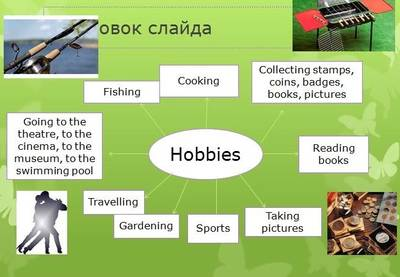 овок слайда
Fishing
Cooking
Collecting stamps,
coins, badges,
books, pictures
Going to the
theatre, to the
cinema, to the
museum, to the
swimming pool
Hobbies
Reading
books
Travelling
Gardening
Sports
Taking
pictures